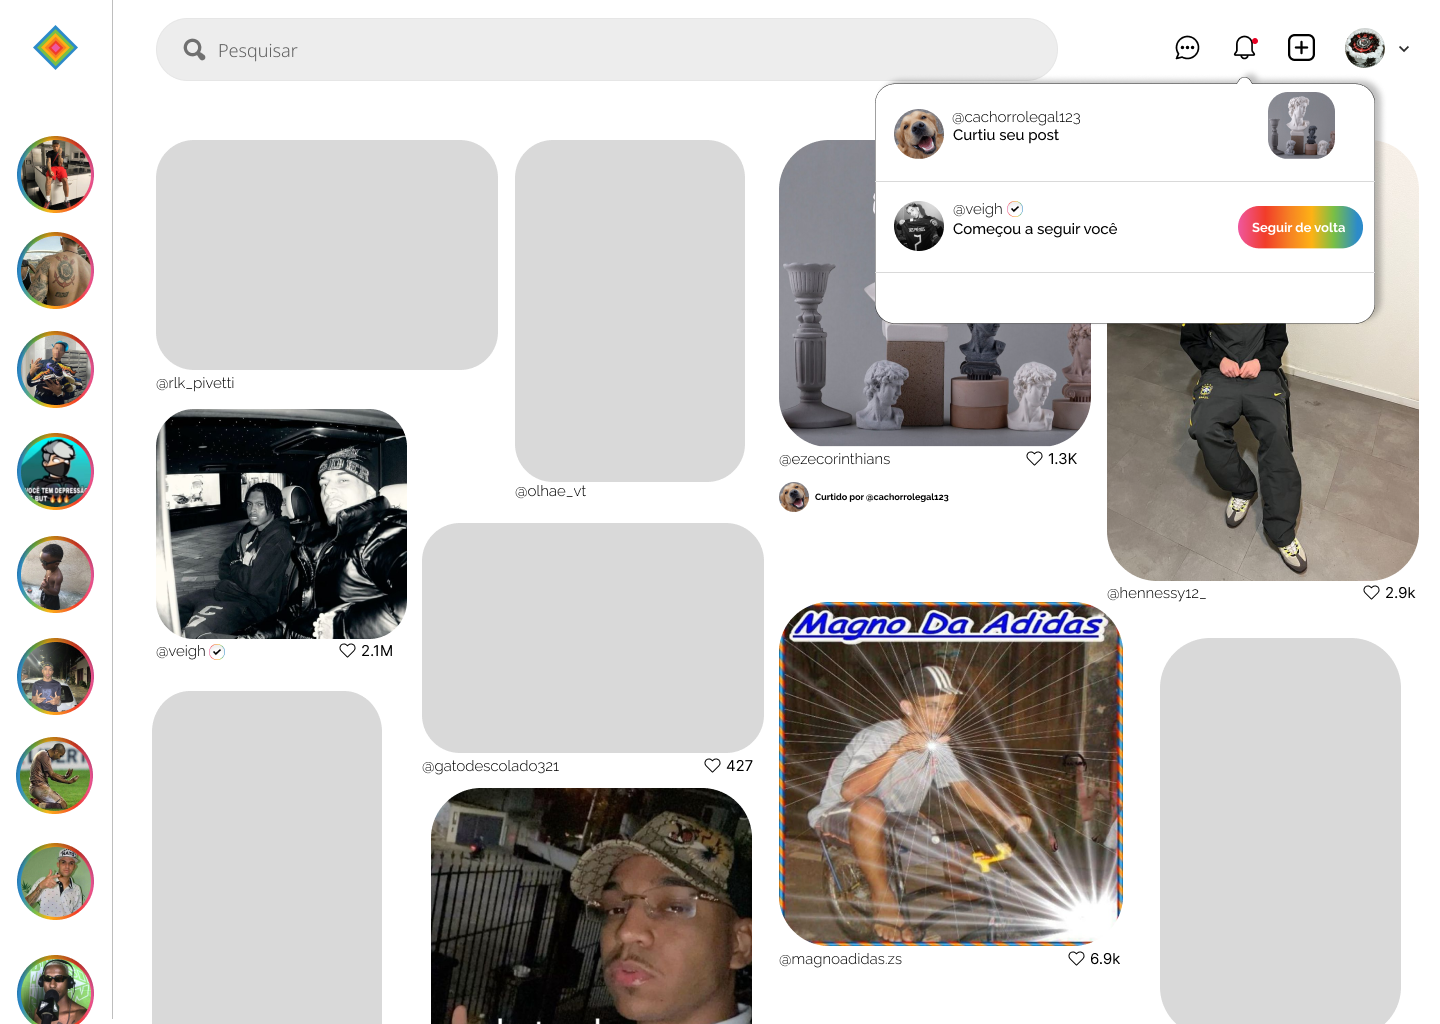 Pesquisar
@cachorrolegal123
Curtiu seu post
@veigh
Começou a seguir você
Seguir de volta
VOCÊ TEM DEPRESSÃ
BUT
@rlk_pivetti
@olhae_vt
@ezecorinthians
1.3K
Curtido por @cachorrolegal123
@hennessy12_
2.9k
@veigh
2.1M
Magno Da Adidas
@gatodescolado321
427
@magnoadidas.zs
6.9k